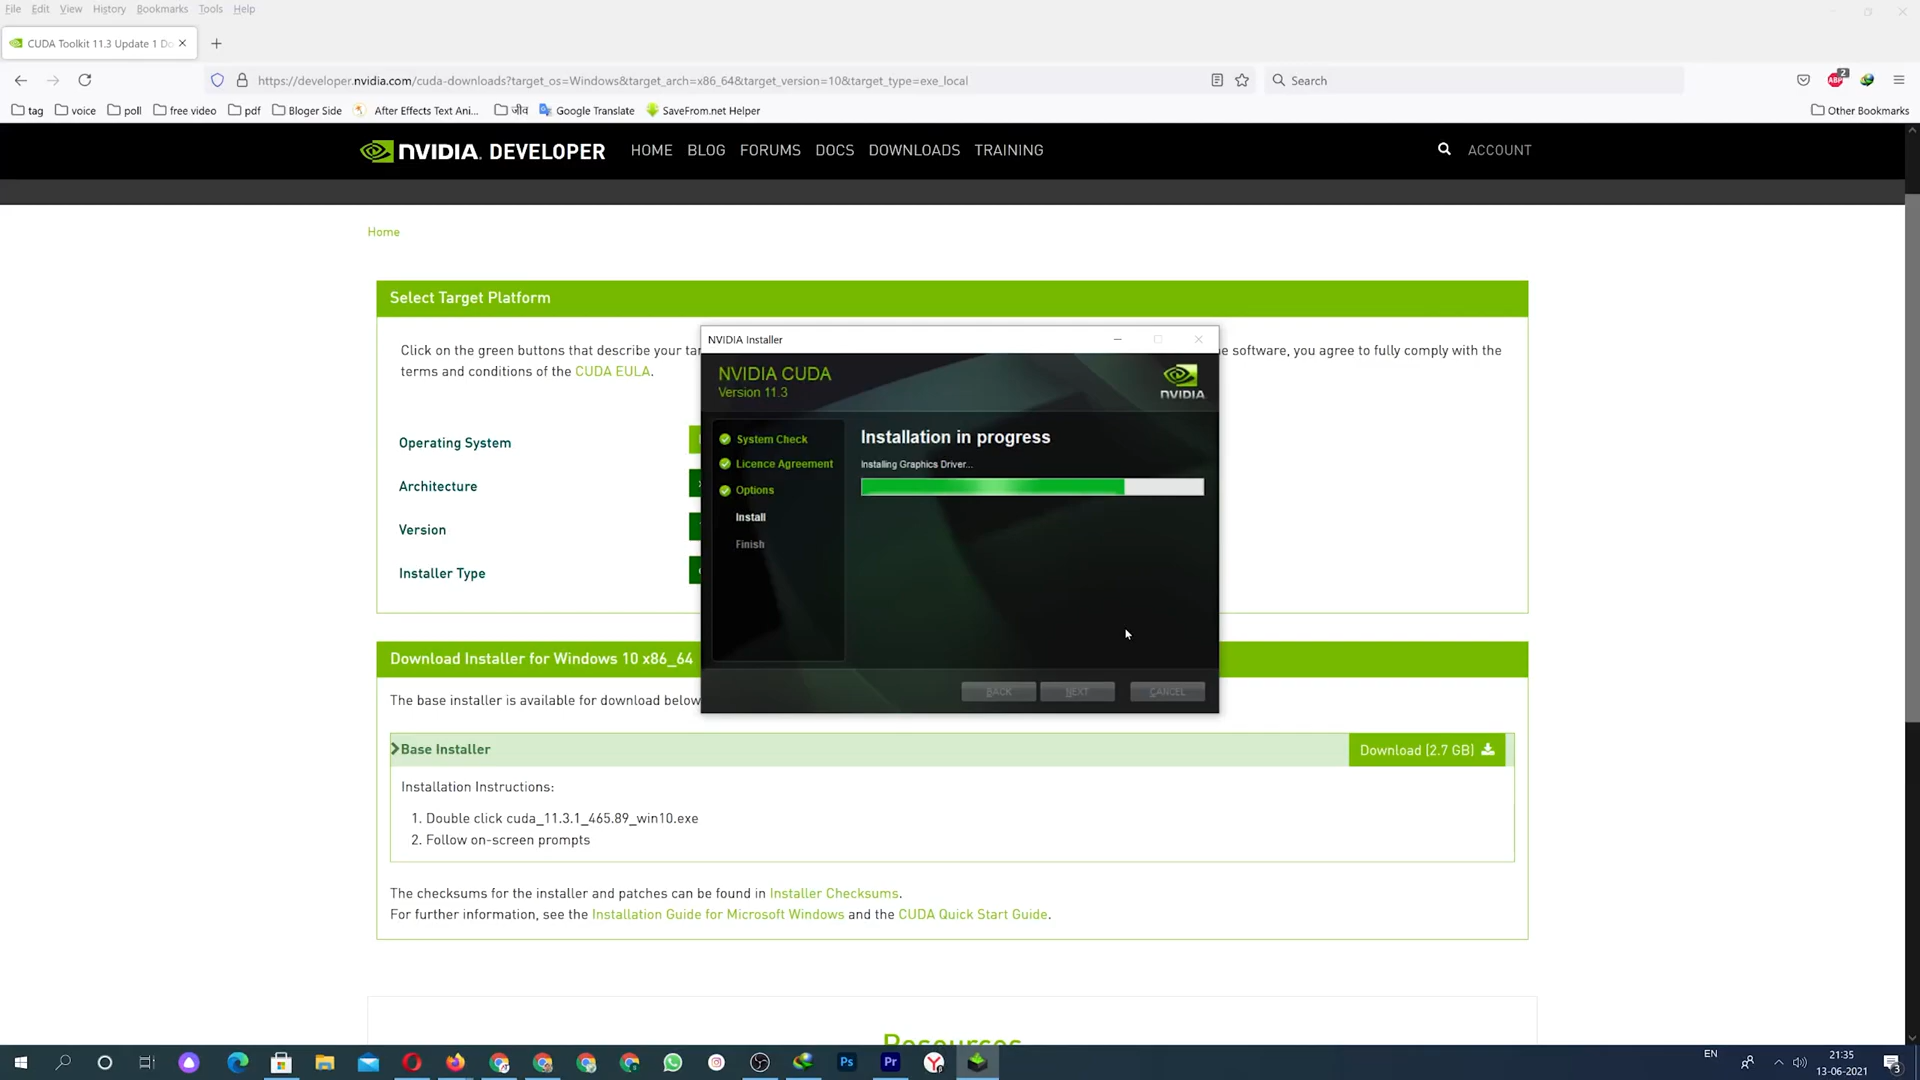 File Edit View History Bookmarks Tools Help
CUDA Toolkit 11.3 Update 1 Do
https://developer.nvidia.com/cuda-downloads?target_os=Windows&target_arch=x86_64&target_version=10&target_type=exe_local
Search
2
tag voice poll free video pdf Bloger Side After Effects Text Ani... जीव Google Translate SaveFrom.net Helper Other Bookmarks
NVIDIA. DEVELOPER HOME BLOG FORUMS DOCS DOWNLOADS TRAINING ACCOUNT
Home
Select Target Platform
Click on the green buttons that describe your ta
e software, you agree to fully comply with the
terms and conditions of the CUDA EULA.
Operating System
Architecture
Version
Installer Type
NVIDIA Installer
NVIDIA CUDA
Version 11.3
NVIDIA
System Check
Licence Agreement
Options
Install
Finish
Installation in progress
Installing Graphics Driver...
BACK NEXT CANCEL
Download Installer for Windows 10 x86_64
The base installer is available for download below
Base Installer
Download (2.7 GB)
Installation Instructions:
1. Double click cuda_11.3.1_465.89_win10.exe
2. Follow on-screen prompts
The checksums for the installer and patches can be found in Installer Checksums.
For further information, see the Installation Guide for Microsoft Windows and the CUDA Quick Start Guide.
Resources
Ps Pr
EN
21:35
13-06-2021
3